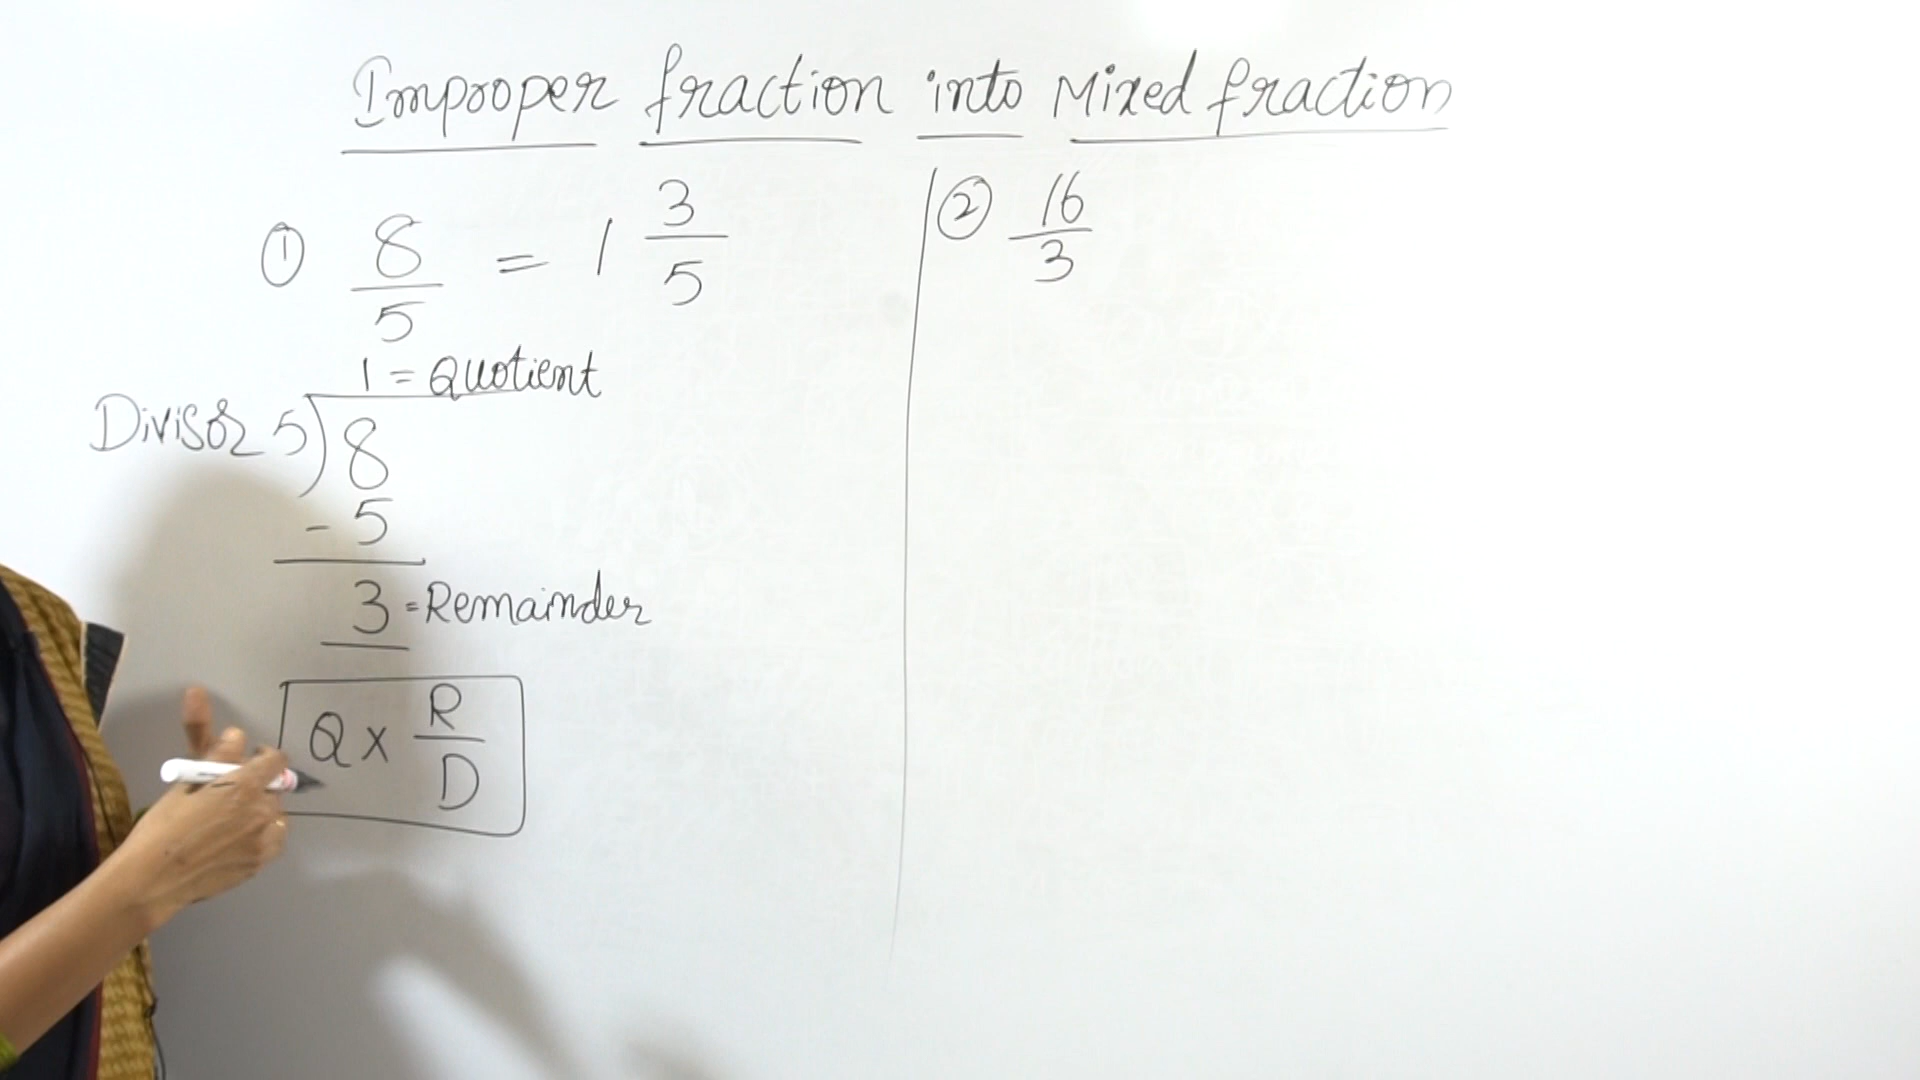 Improper fraction into Mixed fraction
① 8/5 = 1 3/5
1 = Quotient
Divisor 5)8
- 5
3 = Remainder
Q x R/D
② 16/3